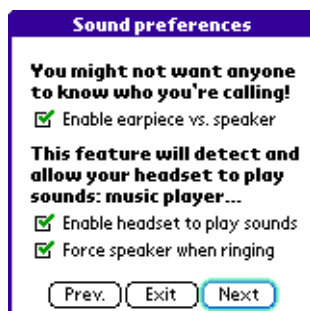 Sound preferences
You might not want anyone
to know who you're calling!
Enable earpiece vs. speaker
This feature will detect and
allow your headset to play
sounds: music player...
Enable headset to play sounds
Force speaker when ringing
Prev. Exit Next